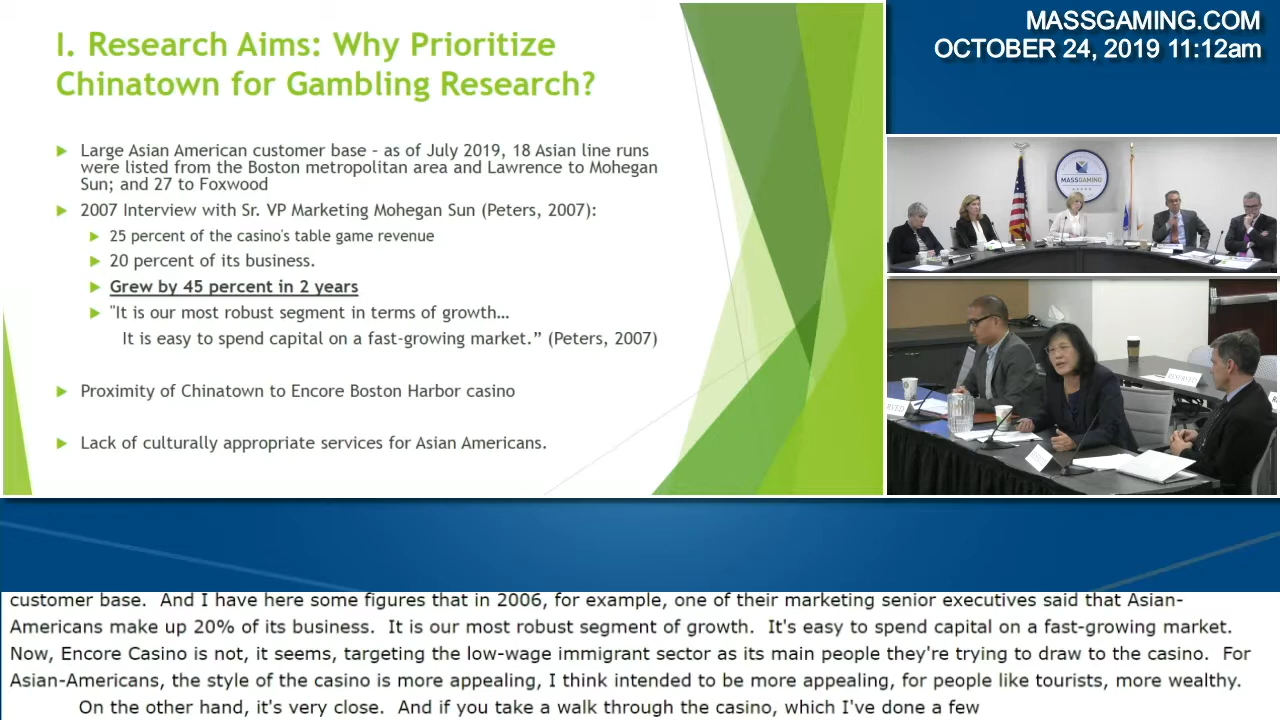 I. Research Aims: Why Prioritize
Chinatown for Gambling Research?
Large Asian American customer base – as of July 2019, 18 Asian line runs
were listed from the Boston metropolitan area and Lawrence to Mohegan
Sun; and 27 to Foxwood
2007 Interview with Sr. VP Marketing Mohegan Sun (Peters, 2007):
25 percent of the casino's table game revenue
20 percent of its business.
Grew by 45 percent in 2 years
"It is our most robust segment in terms of growth…
It is easy to spend capital on a fast-growing market.” (Peters, 2007)
Proximity of Chinatown to Encore Boston Harbor casino
Lack of culturally appropriate services for Asian Americans.
MASSGAMING.COM
OCTOBER 24, 2019 11:12am
MASSGAMING
RESERVED
customer base.  And I have here some figures that in 2006, for example, one of their marketing senior executives said that Asian-
Americans make up 20% of its business.  It is our most robust segment of growth.  It's easy to spend capital on a fast-growing market.
Now, Encore Casino is not, it seems, targeting the low-wage immigrant sector as its main people they're trying to draw to the casino.  For
Asian-Americans, the style of the casino is more appealing, I think intended to be more appealing, for people like tourists, more wealthy.
On the other hand, it's very close.  And if you take a walk through the casino, which I've done a few